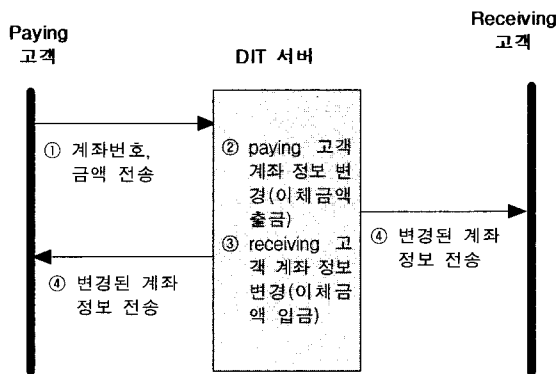 Paying
고객
DIT 서버
Receiving
고객
① 계좌번호,
금액 전송
② paying 고객
계좌 정보 변
경(이체금액
출금)
③ receiving 고
객 계좌 정보
변경(이체금
액 입금)
④ 변경된 계좌
정보 전송
④ 변경된 계좌
정보 전송